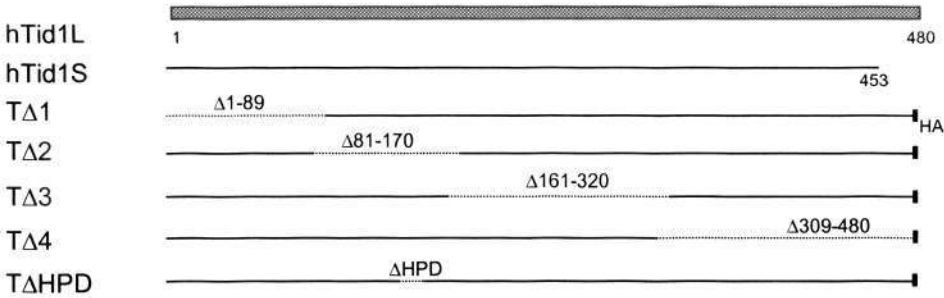 hTid1L 1 480
hTid1S 453
TΔ1 Δ1-89 HA
TΔ2 Δ81-170
TΔ3 Δ161-320
TΔ4 Δ309-480
TΔHPD ΔHPD